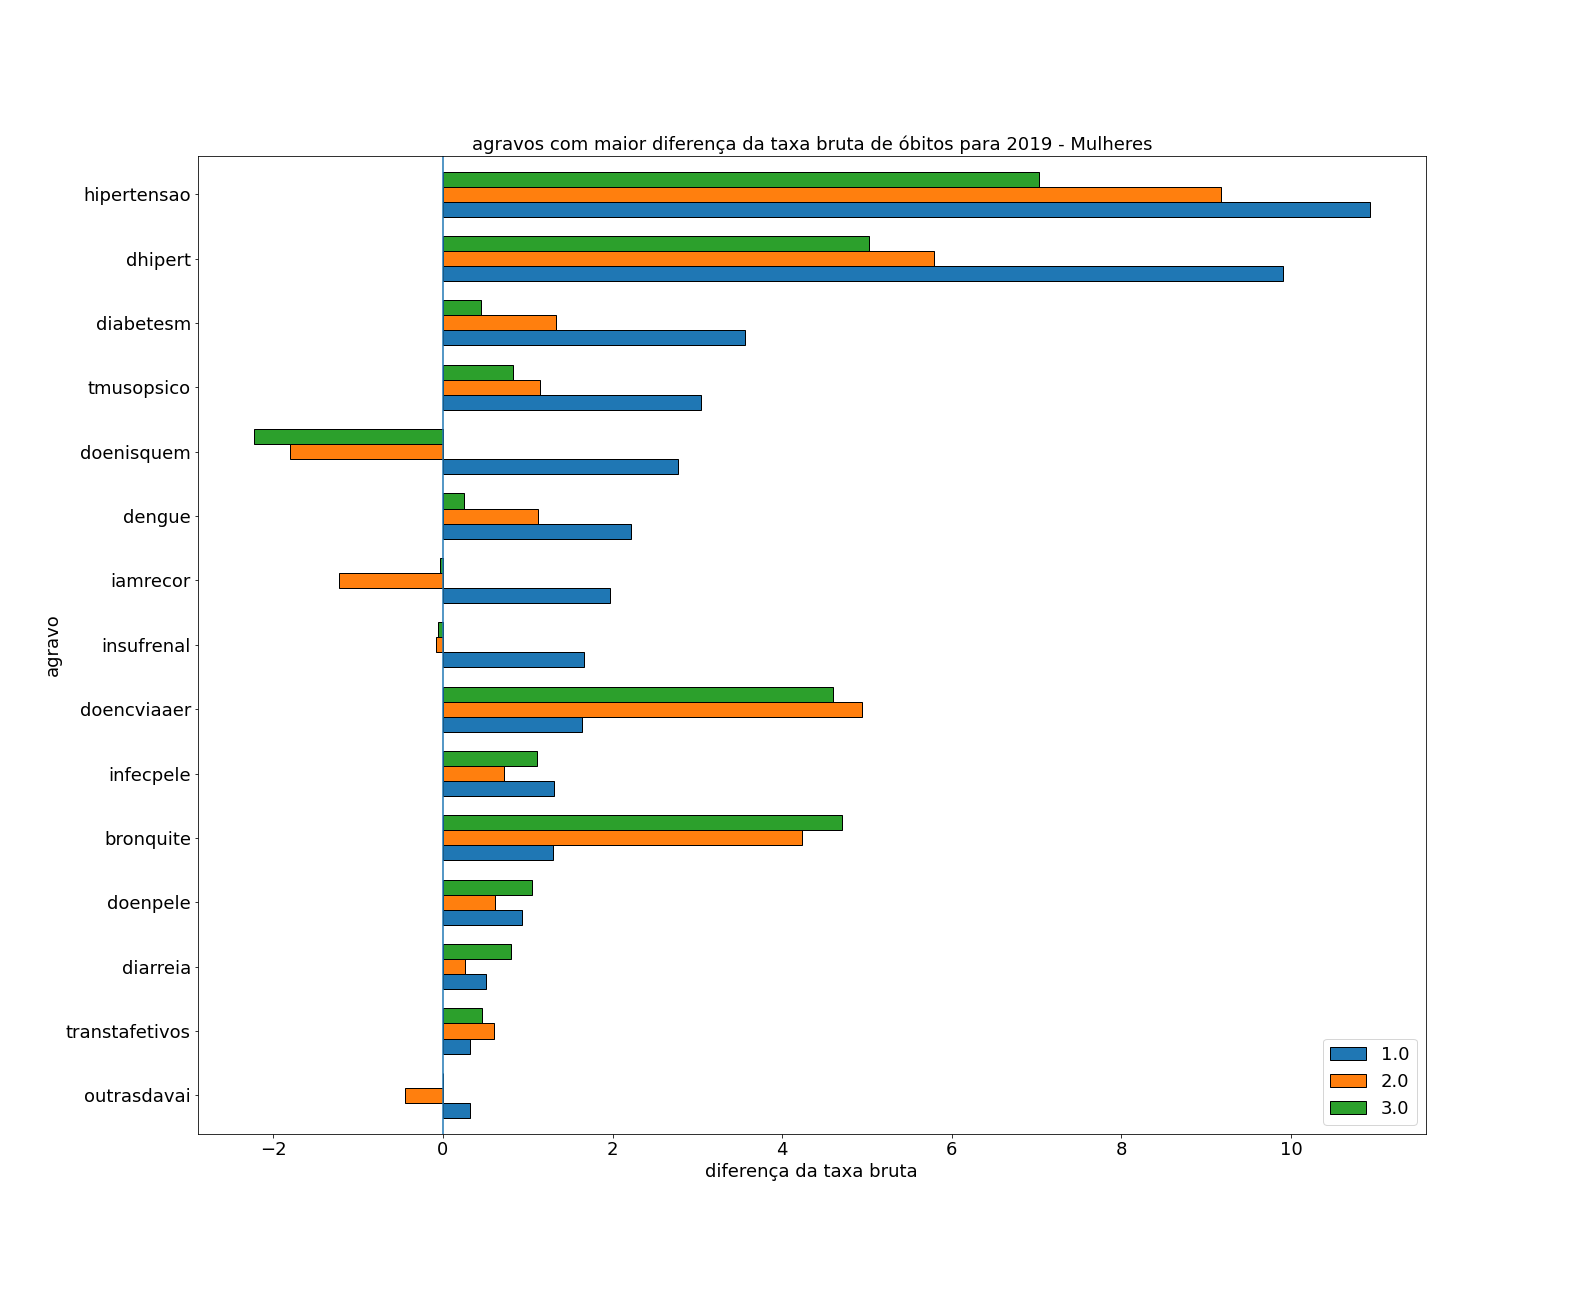 agravos com maior diferença da taxa bruta de óbitos para 2019 - Mulheres
hipertensao
dhipert
diabetesm
tmusopsico
doenisquem
dengue
iamrecor
insufrenal
doencviaaer
infecpele
bronquite
doenpele
diarreia
transtafetivos
outrasdavai
agravo
1.0
2.0
3.0
−2 0 2 4 6 8 10
diferença da taxa bruta